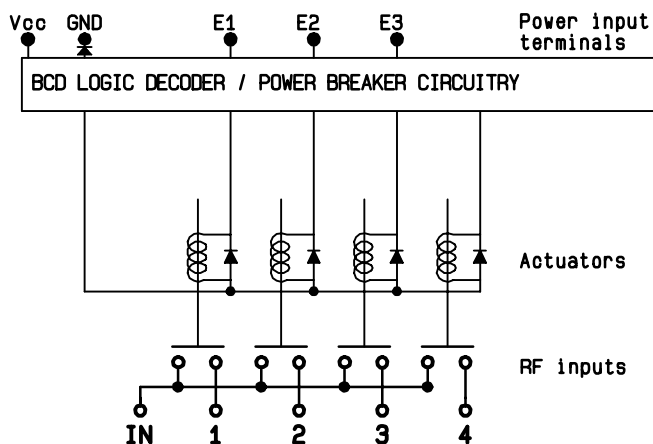 Vcc GND E1 E2 E3 Power input
terminals
BCD LOGIC DECODER / POWER BREAKER CIRCUITRY
Actuators
RF inputs
IN 1 2 3 4